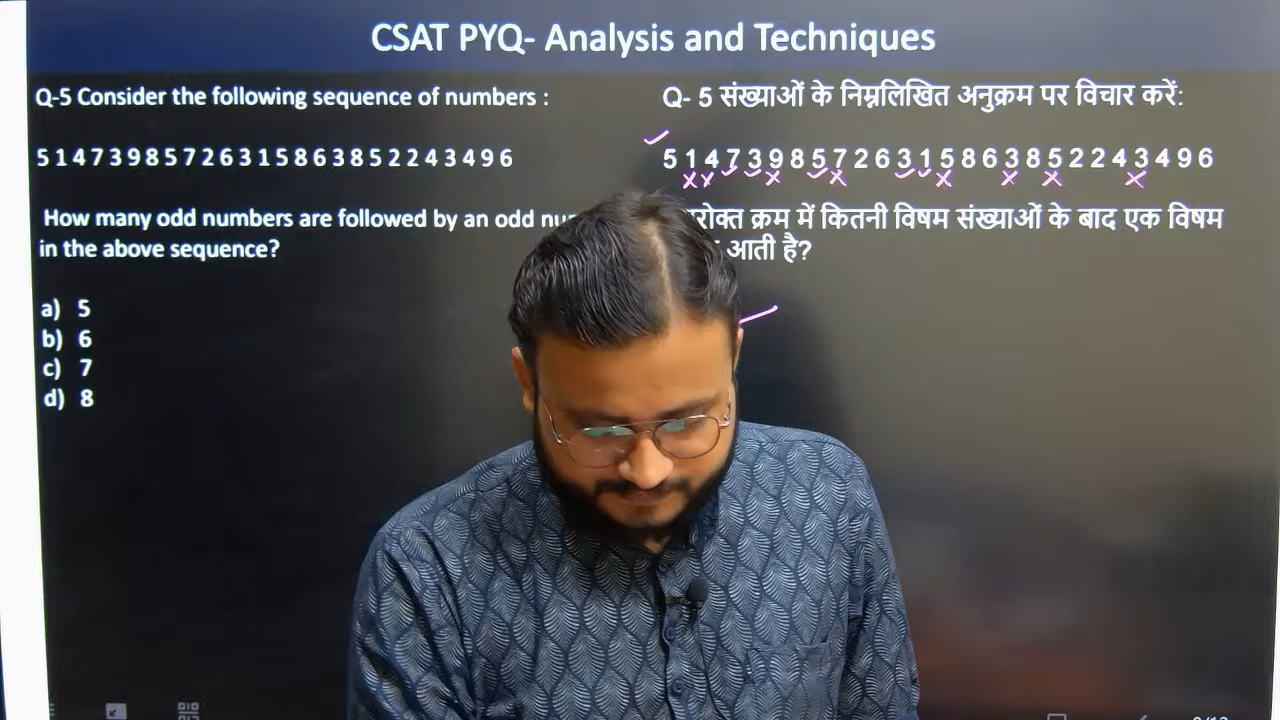 CSAT PYQ- Analysis and Techniques
Q-5 Consider the following sequence of numbers :
5 1 4 7 3 9 8 5 7 2 6 3 1 5 8 6 3 8 5 2 2 4 3 4 9 6
How many odd numbers are followed by an odd
in the above sequence?
a) 5
b) 6
c) 7
d) 8
Q- 5 संख्याओं के निम्नलिखित अनुक्रम पर विचार करें:
5 1 4 7 3 9 8 5 7 2 6 3 1 5 8 6 3 8 5 2 2 4 3 4 9 6
क्रम में कितनी विषम संख्याओं के बाद एक विषम
आती है?